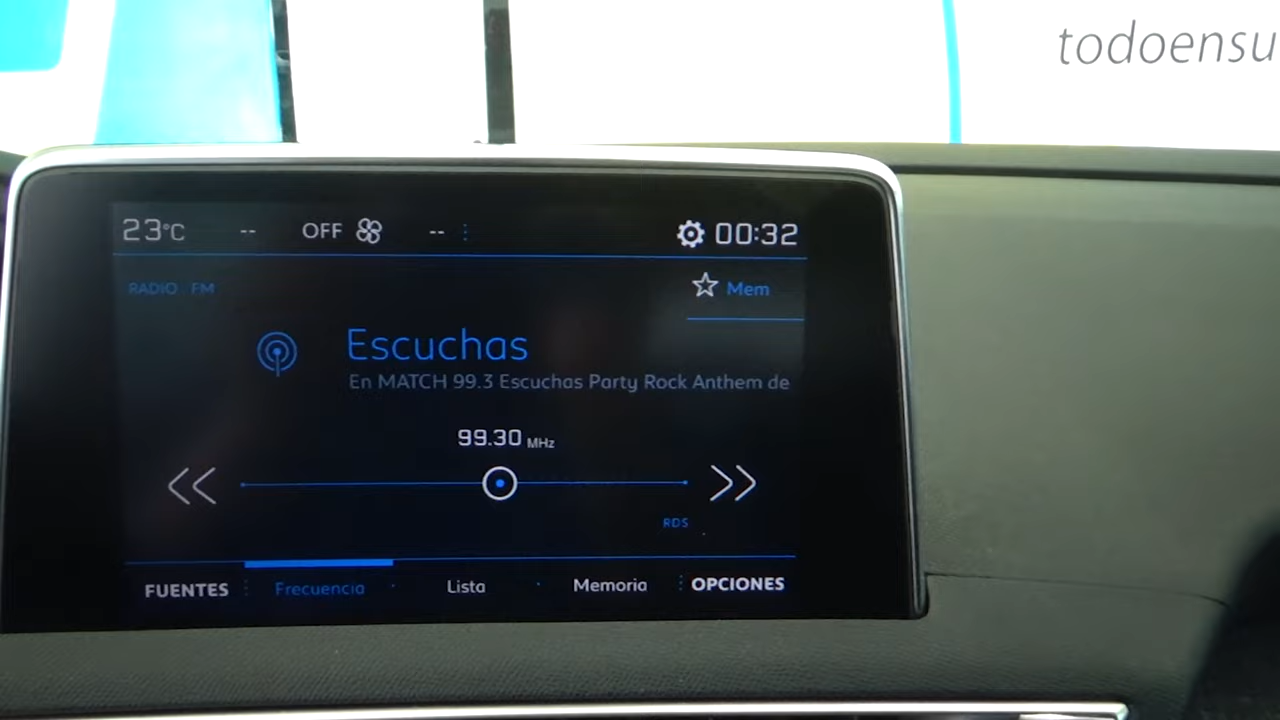 todoensu
23°C -- OFF -- 00:32
RADIO FM
Mem
Escuchas
En MATCH 99.3 Escuchas Party Rock Anthem de
99.30 MHz
RDS
FUENTES Frecuencia Lista Memoria OPCIONES